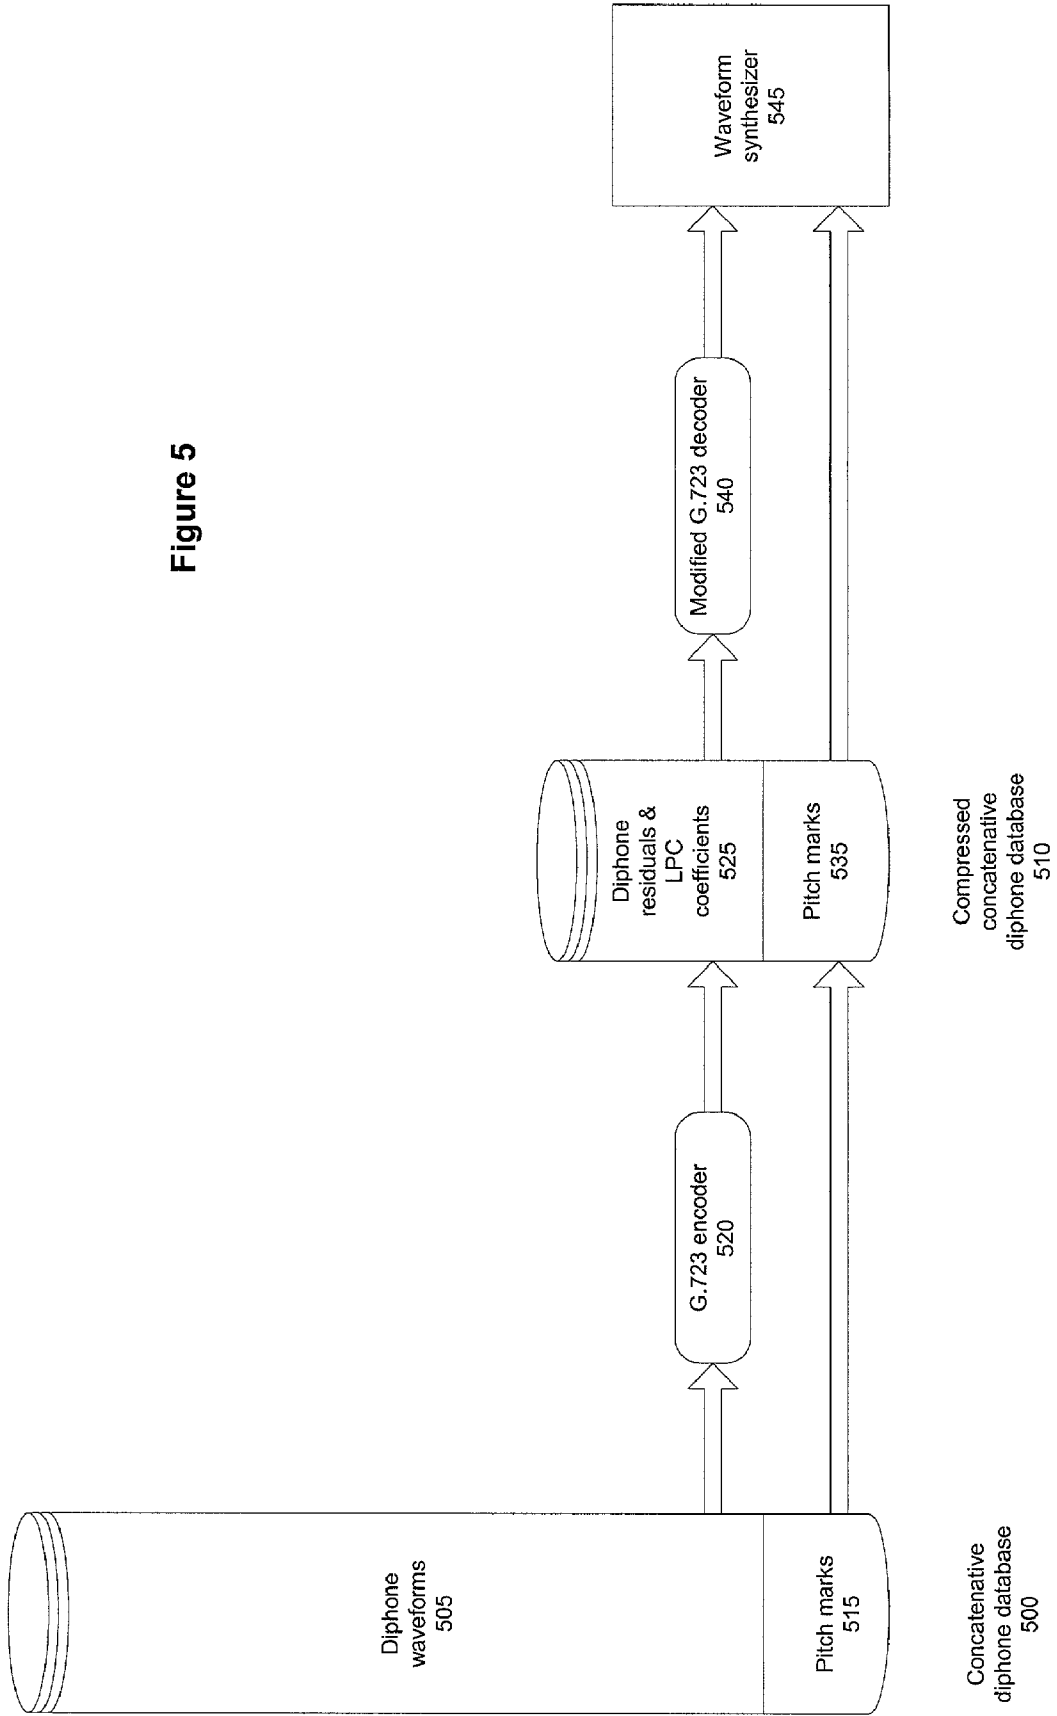 Figure 5
Diphone
waveforms
505
Pitch marks
515
Concatenative
diphone database
500
G.723 encoder
520
Diphone
residuals &
LPC
coefficients
525
Pitch marks
535
Compressed
concatenative
diphone database
510
Modified G.723 decoder
540
Waveform
synthesizer
545